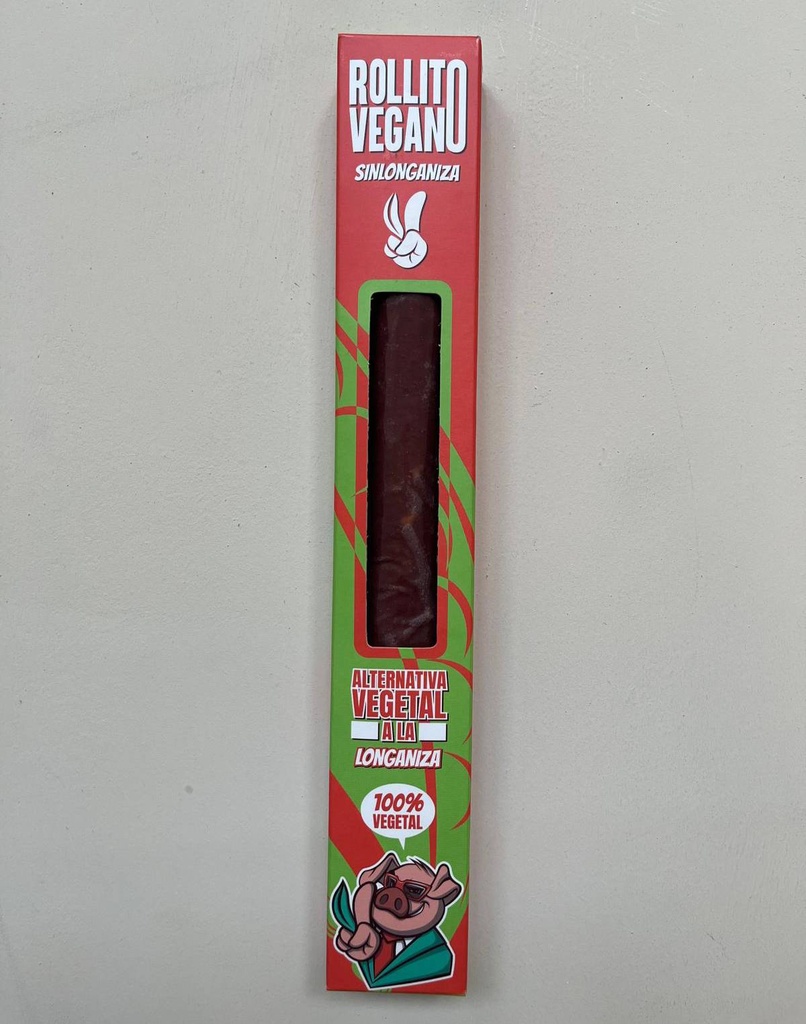 ROLLITO
VEGANO
SINLONGANIZA
ALTERNATIVA
VEGETAL
A LA
LONGANIZA
100%
VEGETAL